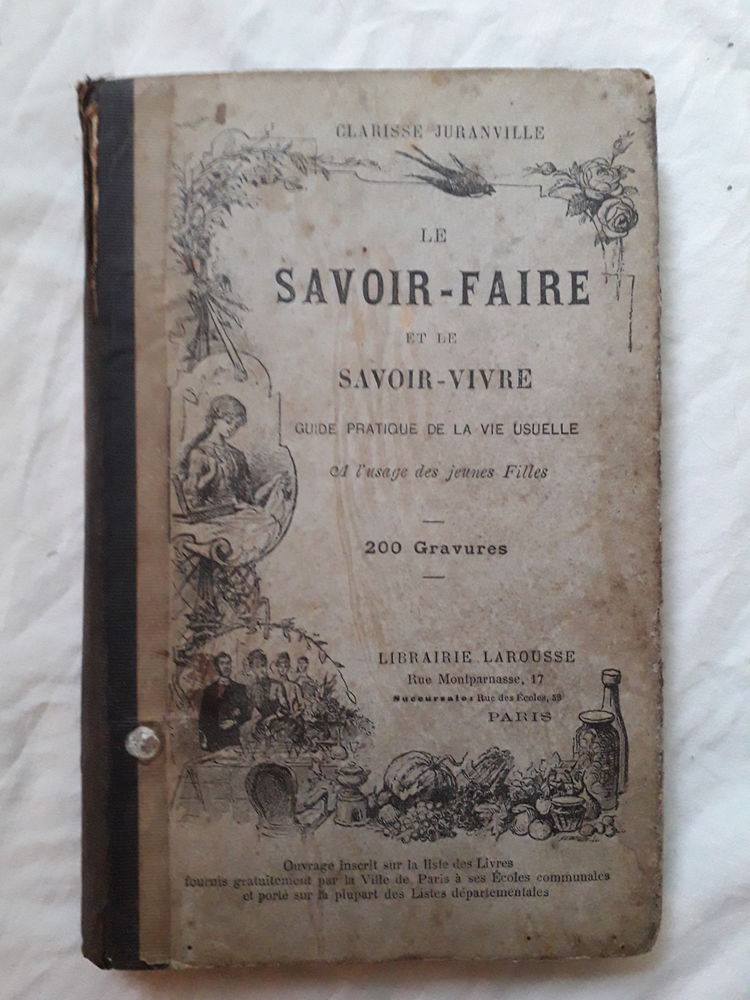 CLARISSE JURANVILLE
LE
SAVOIR-FAIRE
ET LE
SAVOIR-VIVRE
GUIDE PRATIQUE DE LA VIE USUELLE
A l'usage des jeunes Filles
200 Gravures
LIBRAIRIE LAROUSSE
Rue Montparnasse, 17
Succursale: Rue des Écoles, 58
PARIS
Ouvrage inscrit sur la liste des Livres
fournis gratuitement par la Ville de Paris à ses Écoles communales
et porté sur la plupart des Listes départementales